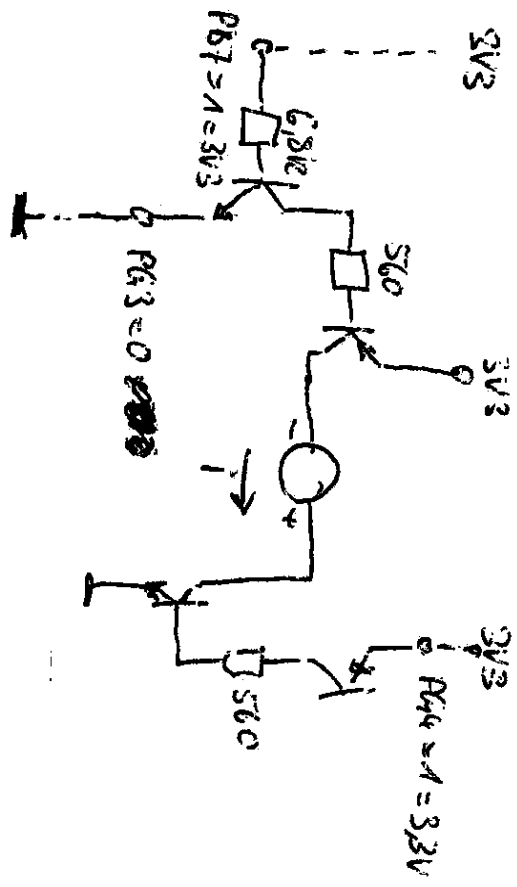 3V3
PB7 = 1 = 3V3
6,8k
PG3 = 0
560
3V3
-
+
I
560
3V3
PG4 = 1 = 3,3V